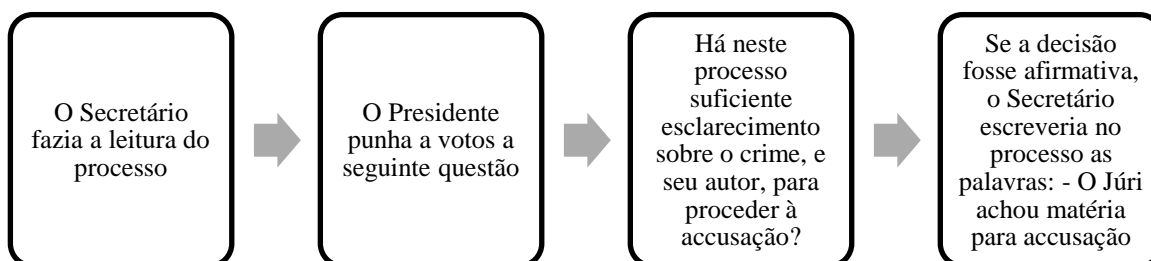 O Secretário
fazia a leitura do
processo
O Presidente
punha a votos a
seguinte questão
Há neste
processo
suficiente
esclarecimento
sobre o crime, e
seu autor, para
proceder à
accusação?
Se a decisão
fosse afirmativa,
o Secretário
escreveria no
processo as
palavras: - O Júri
achou matéria
para accusação